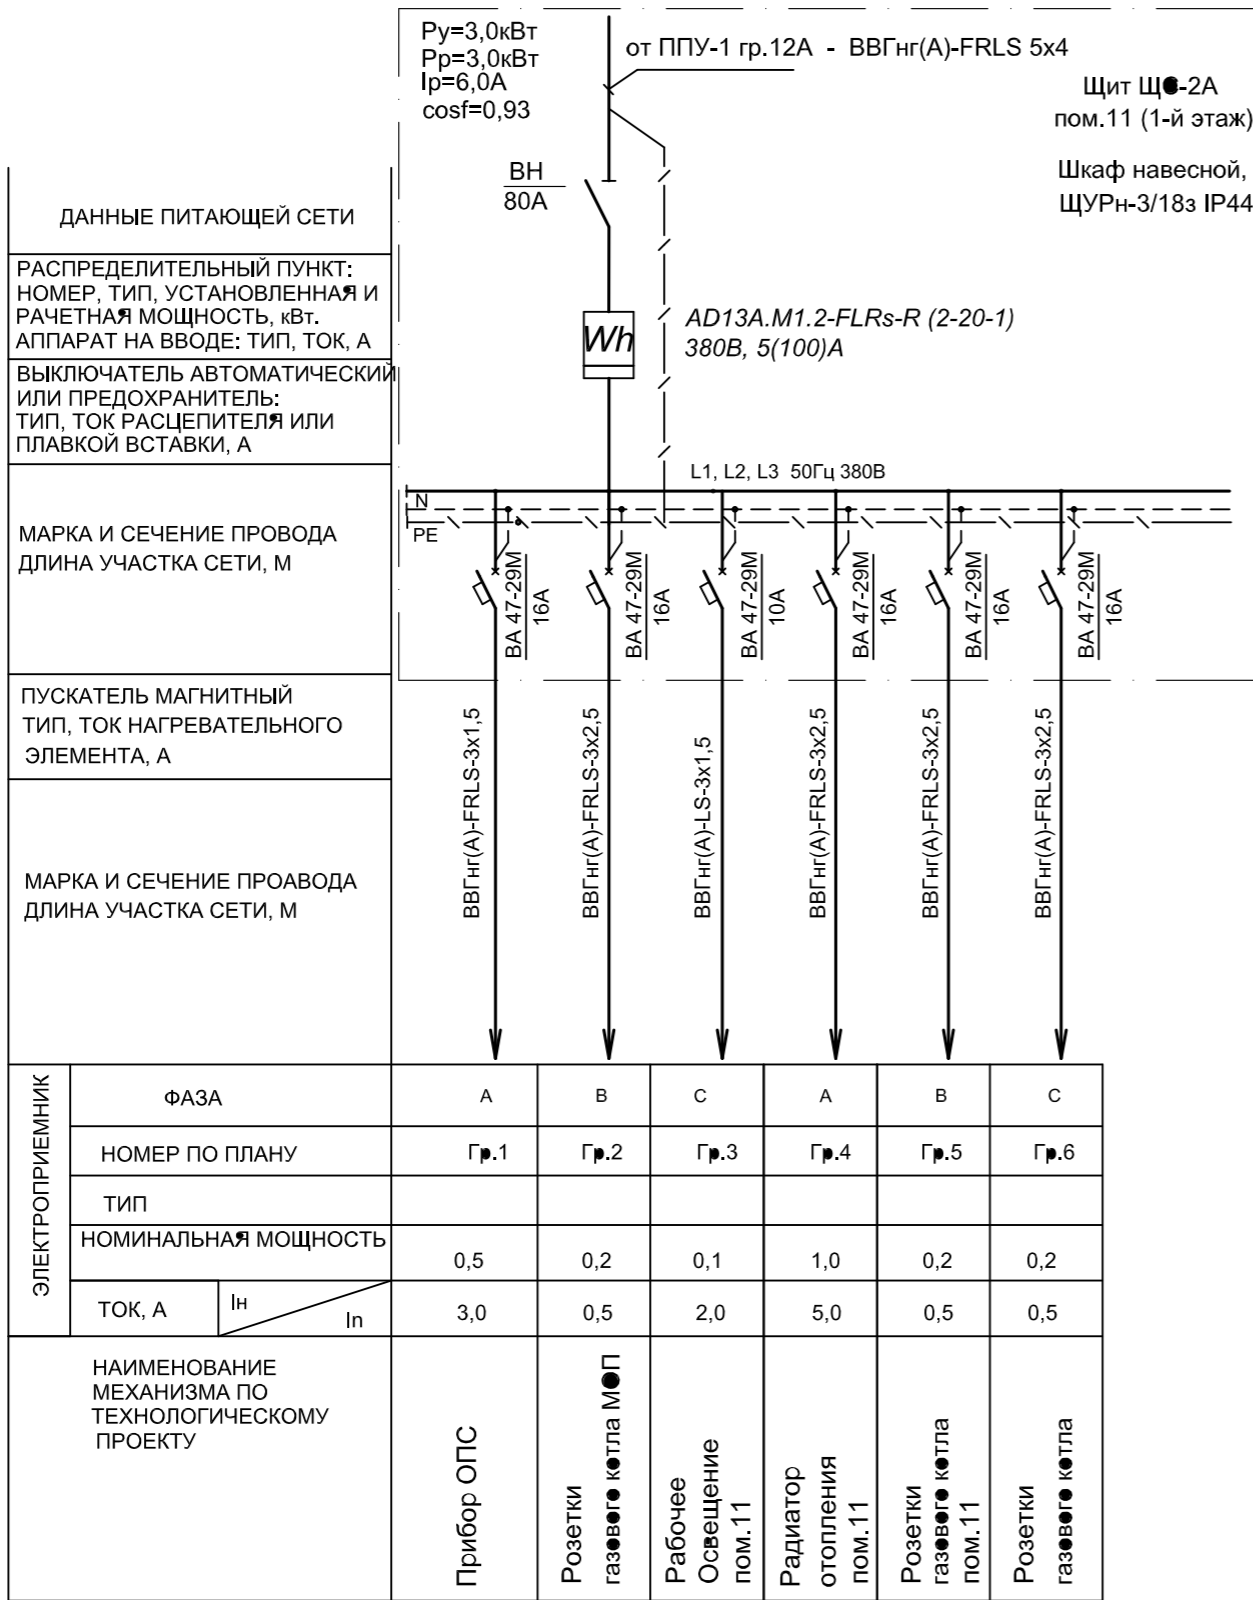 Ру=3,0кВт
Рр=3,0кВт
Iр=6,0А
cosf=0,93
от ППУ-1 гр.12А - ВВГнг(А)-FRLS 5х4
Щит ЩС-2А
пом.11 (1-й этаж)
Шкаф навесной,
ЩУРн-3/18з IP44
ВН
80А
Wh
AD13A.M1.2-FLRs-R (2-20-1)
380В, 5(100)А
L1, L2, L3 50Гц 380В
N
PE
ДАННЫЕ ПИТАЮЩЕЙ СЕТИ
РАСПРЕДЕЛИТЕЛЬНЫЙ ПУНКТ:
НОМЕР, ТИП, УСТАНОВЛЕННАЯ И
РАЧЕТНАЯ МОЩНОСТЬ, кВт.
АППАРАТ НА ВВОДЕ: ТИП, ТОК, А
ВЫКЛЮЧАТЕЛЬ АВТОМАТИЧЕСКИЙ
ИЛИ ПРЕДОХРАНИТЕЛЬ:
ТИП, ТОК РАСЦЕПИТЕЛЯ ИЛИ
ПЛАВКОЙ ВСТАВКИ, А
МАРКА И СЕЧЕНИЕ ПРОВОДА
ДЛИНА УЧАСТКА СЕТИ, М
ВА 47-29М
16А
ВА 47-29М
16А
ВА 47-29М
10А
ВА 47-29М
16А
ВА 47-29М
16А
ВА 47-29М
16А
ПУСКАТЕЛЬ МАГНИТНЫЙ
ТИП, ТОК НАГРЕВАТЕЛЬНОГО
ЭЛЕМЕНТА, А
МАРКА И СЕЧЕНИЕ ПРОАВОДА
ДЛИНА УЧАСТКА СЕТИ, М
ВВГнг(А)-FRLS-3х1,5
ВВГнг(А)-FRLS-3х2,5
ВВГнг(А)-LS-3х1,5
ВВГнг(А)-FRLS-3х2,5
ВВГнг(А)-FRLS-3х2,5
ВВГнг(А)-FRLS-3х2,5
ЭЛЕКТРОПРИЕМНИК
ФАЗА А В С А В С
НОМЕР ПО ПЛАНУ Гр.1 Гр.2 Гр.3 Гр.4 Гр.5 Гр.6
ТИП
НОМИНАЛЬНАЯ МОЩНОСТЬ 0,5 0,2 0,1 1,0 0,2 0,2
ТОК, А Iн Iп 3,0 0,5 2,0 5,0 0,5 0,5
НАИМЕНОВАНИЕ
МЕХАНИЗМА ПО
ТЕХНОЛОГИЧЕСКОМУ
ПРОЕКТУ
Прибор ОПС
Розетки
газового котла МОП
Рабочее
Освещение
пом.11
Радиатор
отопления
пом.11
Розетки
газового котла
пом.11
Розетки
газового котла